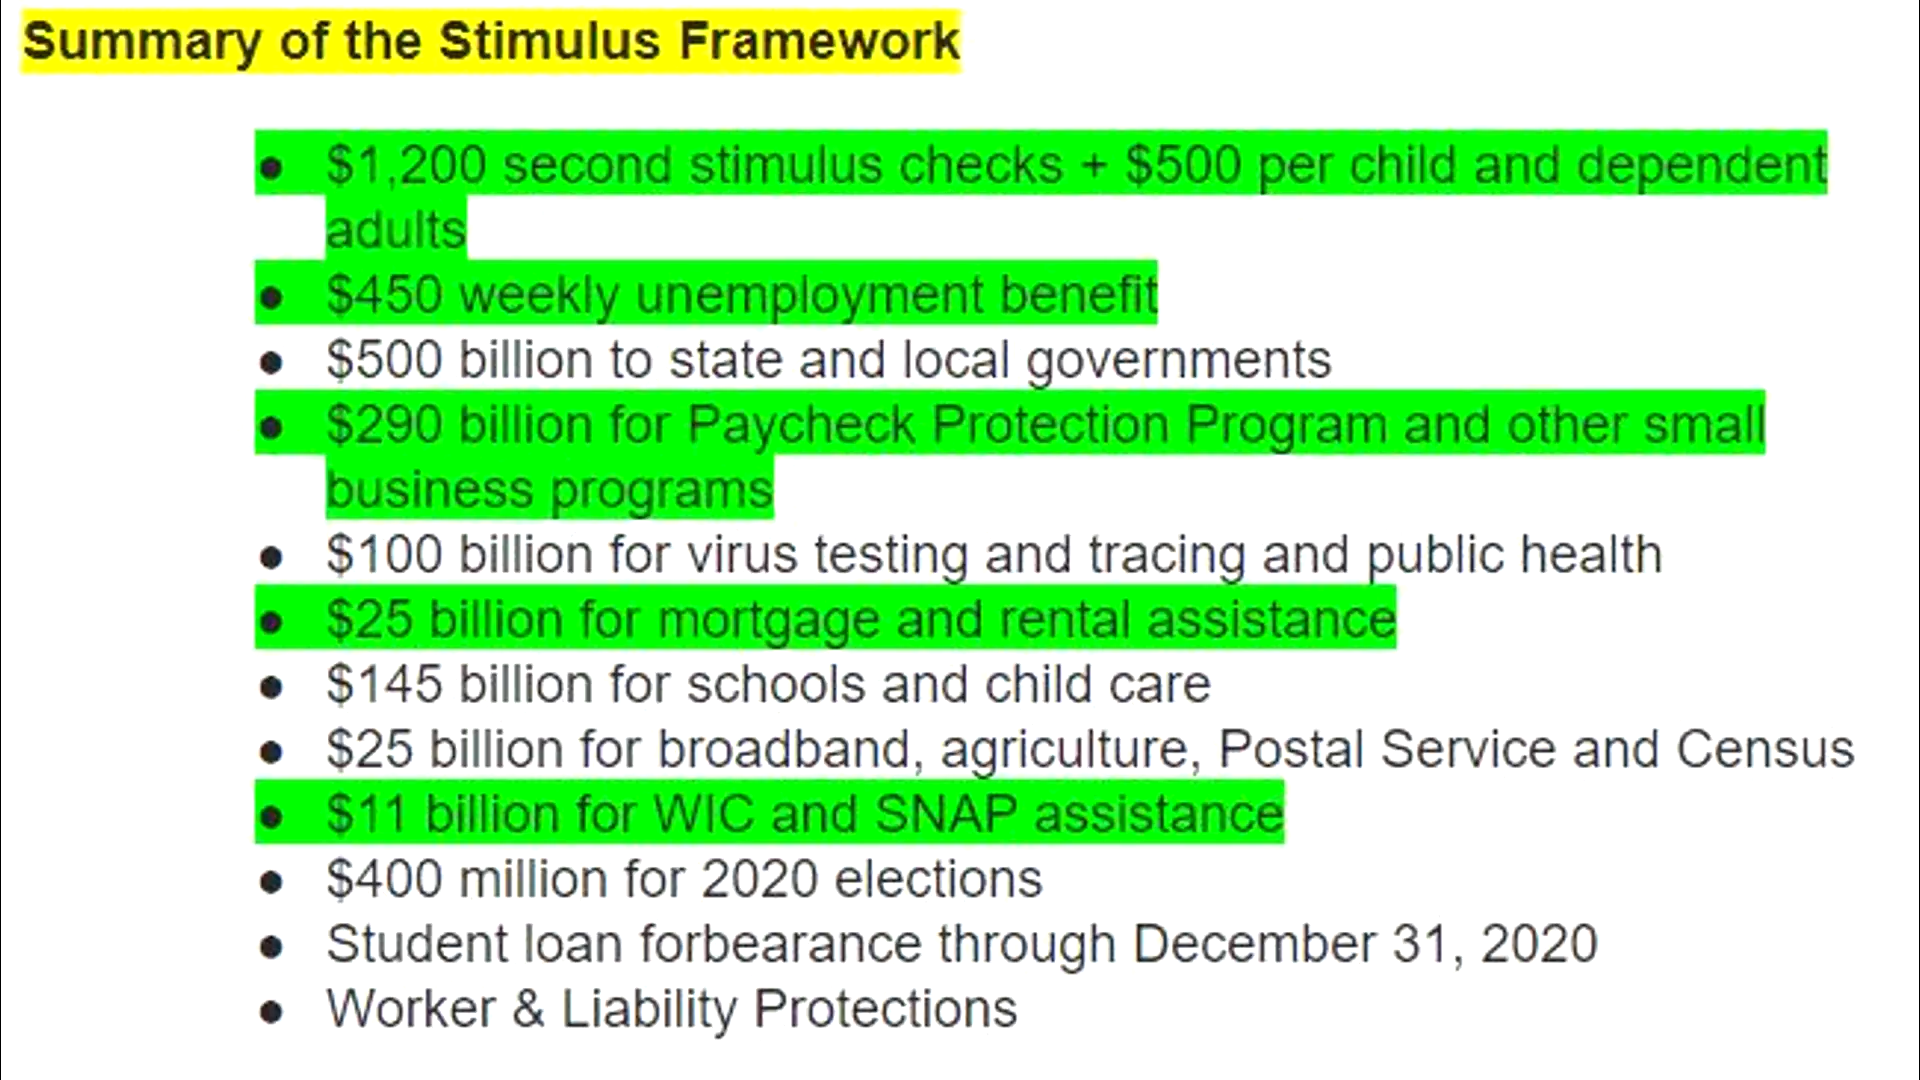 Summary of the Stimulus Framework
● $1,200 second stimulus checks + $500 per child and dependent
adults
● $450 weekly unemployment benefit
● $500 billion to state and local governments
● $290 billion for Paycheck Protection Program and other small
business programs
● $100 billion for virus testing and tracing and public health
● $25 billion for mortgage and rental assistance
● $145 billion for schools and child care
● $25 billion for broadband, agriculture, Postal Service and Census
● $11 billion for WIC and SNAP assistance
● $400 million for 2020 elections
● Student loan forbearance through December 31, 2020
● Worker & Liability Protections